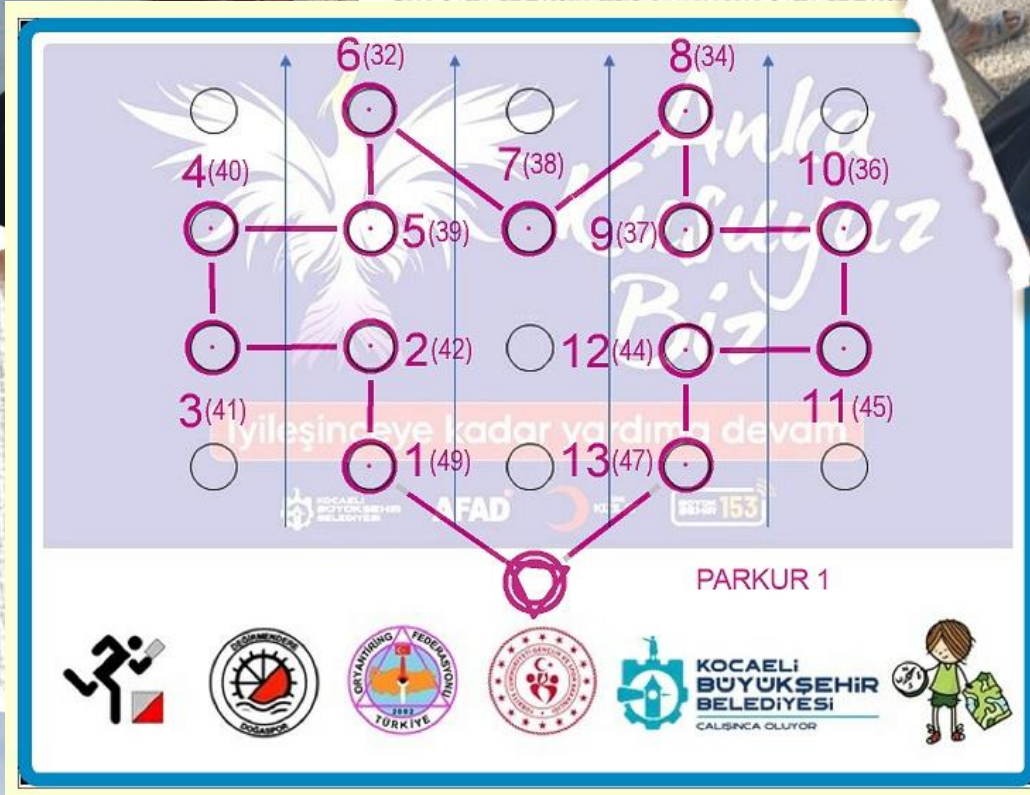 6(32)
8(34)
Anka
4(40)
7(38)
10(36)
Kuşuyuz
5(39)
9(37)
Biz
2(42)
12(44)
3(41)
11(45)
İyileşinceye kadar yardıma devam
1(49)
13(47)
KOCAELİ
BÜYÜKŞEHİR
BELEDİYESİ
AFAD
153
PARKUR 1
DEĞİRMENDERE
DOĞASPOR
ORYANTİRİNG FEDERASYONU
2002
TÜRKİYE
KOCAELİ
BÜYÜKŞEHİR
BELEDİYESİ
ÇALIŞINCA OLUYOR